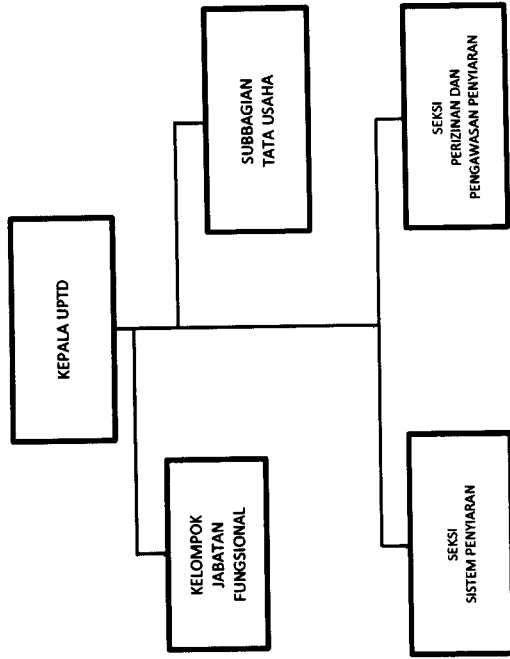 KEPALA UPTD
KELOMPOK
JABATAN
FUNGSIONAL
SUBBAGIAN
TATA USAHA
SEKSI
SISTEM PENYIARAN
SEKSI
PERIZINAN DAN
PENGAWASAN PENYIARAN